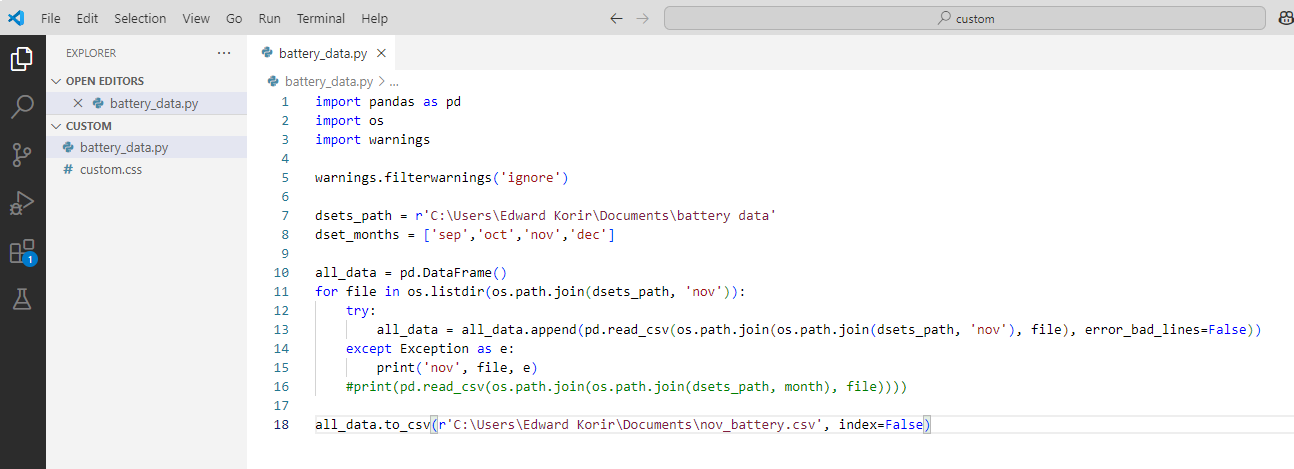 File Edit Selection View Go Run Terminal Help
custom
EXPLORER
battery_data.py
OPEN EDITORS
battery_data.py > ...
battery_data.py
CUSTOM
battery_data.py
# custom.css
1
1 import pandas as pd
2 import os
3 import warnings
4
5 warnings.filterwarnings('ignore')
6
7 dsets_path = r'C:\Users\Edward Korir\Documents\battery data'
8 dset_months = ['sep','oct','nov','dec']
9
10 all_data = pd.DataFrame()
11 for file in os.listdir(os.path.join(dsets_path, 'nov')):
12     try:
13         all_data = all_data.append(pd.read_csv(os.path.join(os.path.join(dsets_path, 'nov'), file), error_bad_lines=False))
14     except Exception as e:
15         print('nov', file, e)
16     #print(pd.read_csv(os.path.join(os.path.join(dsets_path, month), file))))
17
18 all_data.to_csv(r'C:\Users\Edward Korir\Documents\nov_battery.csv', index=False)